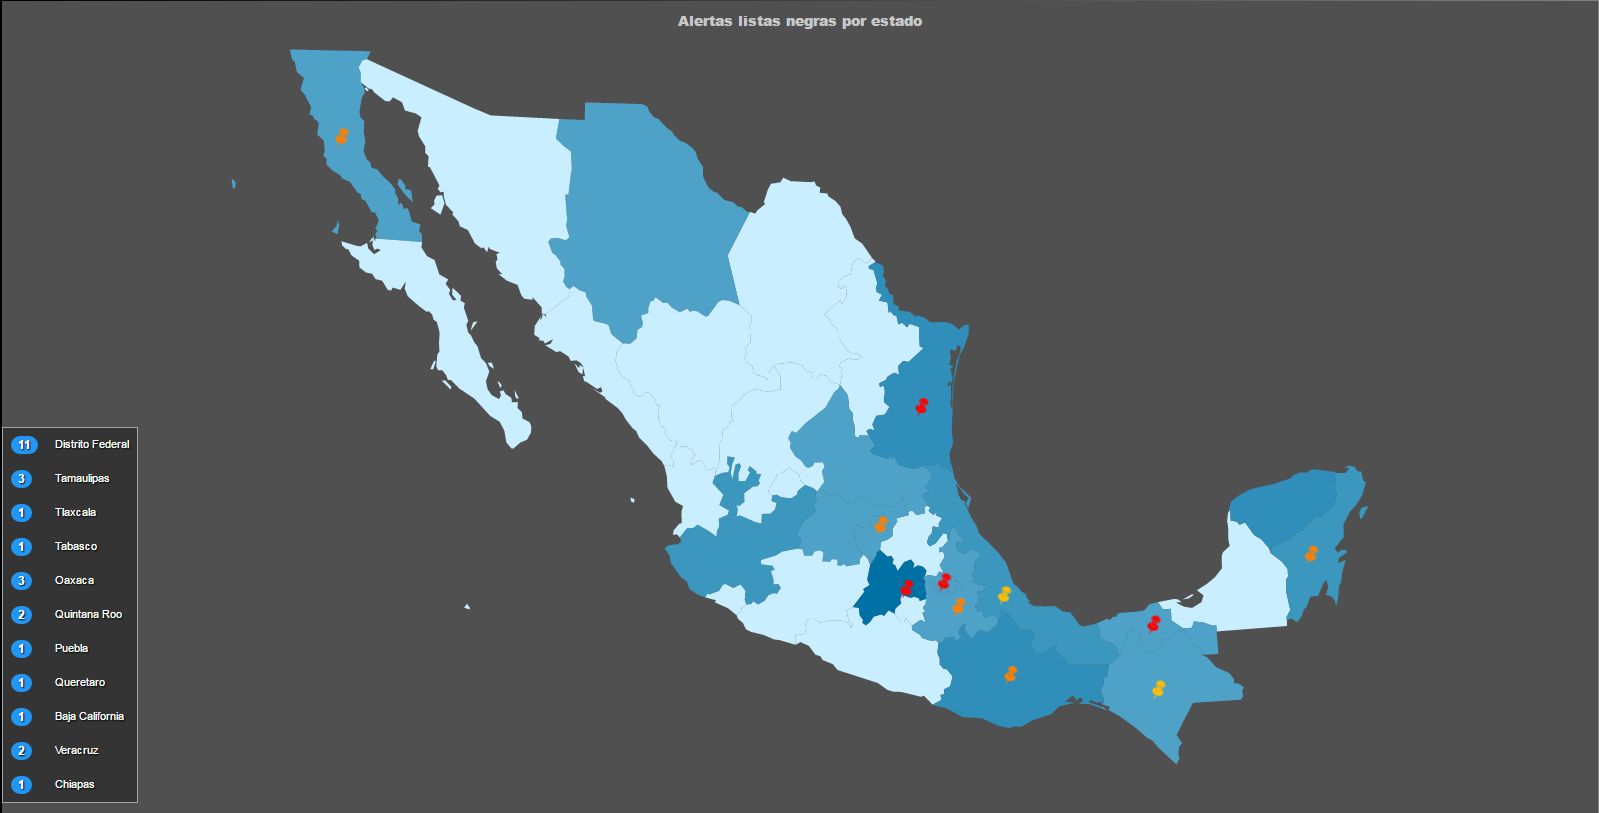 Alertas listas negras por estado
11 Distrito Federal
3 Tamaulipas
1 Tlaxcala
1 Tabasco
3 Oaxaca
2 Quintana Roo
1 Puebla
1 Queretaro
1 Baja California
2 Veracruz
1 Chiapas